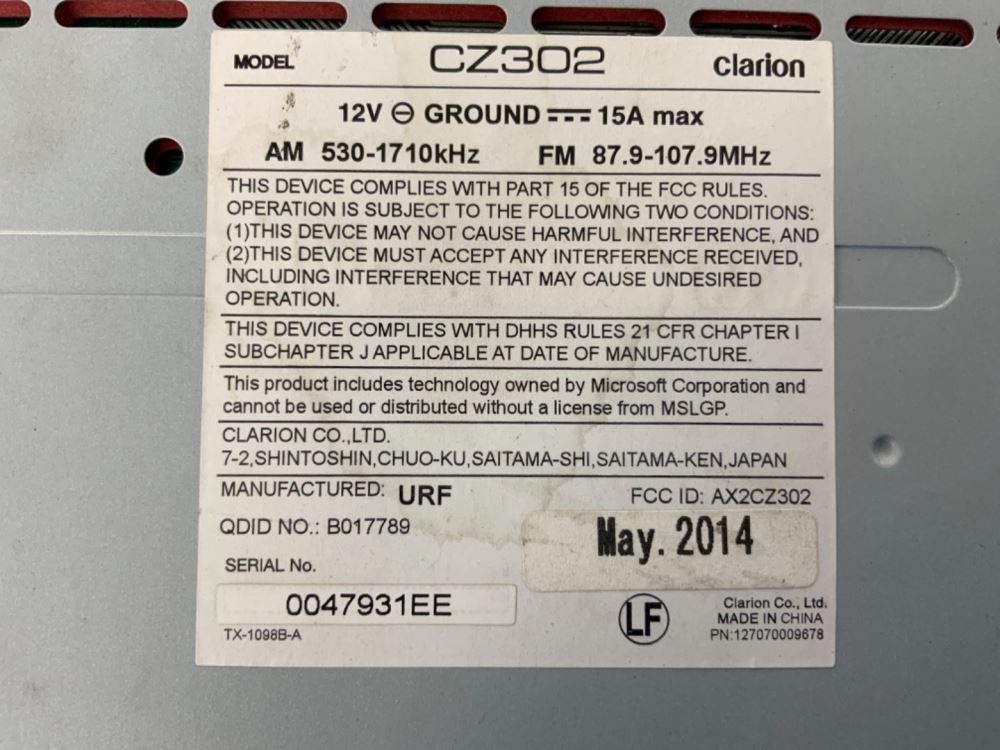 MODEL CZ302 clarion
12V ⊖ GROUND ⎓ 15A max
AM 530-1710kHz FM 87.9-107.9MHz
THIS DEVICE COMPLIES WITH PART 15 OF THE FCC RULES.
OPERATION IS SUBJECT TO THE FOLLOWING TWO CONDITIONS:
(1)THIS DEVICE MAY NOT CAUSE HARMFUL INTERFERENCE, AND
(2)THIS DEVICE MUST ACCEPT ANY INTERFERENCE RECEIVED,
INCLUDING INTERFERENCE THAT MAY CAUSE UNDESIRED
OPERATION.
THIS DEVICE COMPLIES WITH DHHS RULES 21 CFR CHAPTER I
SUBCHAPTER J APPLICABLE AT DATE OF MANUFACTURE.
This product includes technology owned by Microsoft Corporation and
cannot be used or distributed without a license from MSLGP.
CLARION CO.,LTD.
7-2,SHINTOSHIN,CHUO-KU,SAITAMA-SHI,SAITAMA-KEN,JAPAN
MANUFACTURED: URF FCC ID: AX2CZ302
QDID NO.: B017789 May. 2014
SERIAL No.
0047931EE
TX-1098B-A
LF
Clarion Co., Ltd.
MADE IN CHINA
PN:127070009678